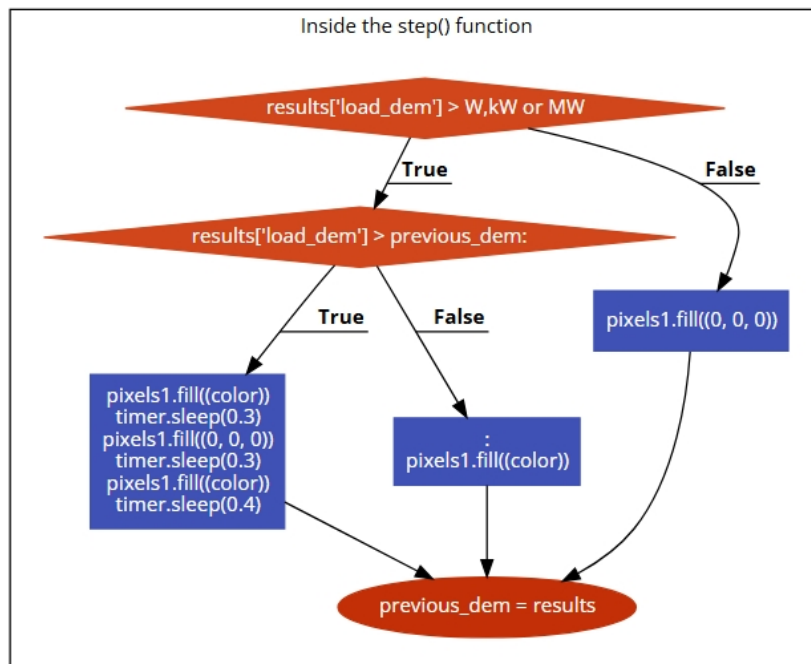 Inside the step() function
results['load_dem'] > W,kW or MW
True
False
results['load_dem'] > previous_dem:
True
False
pixels1.fill((0, 0, 0))
pixels1.fill((color))
timer.sleep(0.3)
pixels1.fill((0, 0, 0))
timer.sleep(0.3)
pixels1.fill((color))
timer.sleep(0.4)
:
pixels1.fill((color))
previous_dem = results